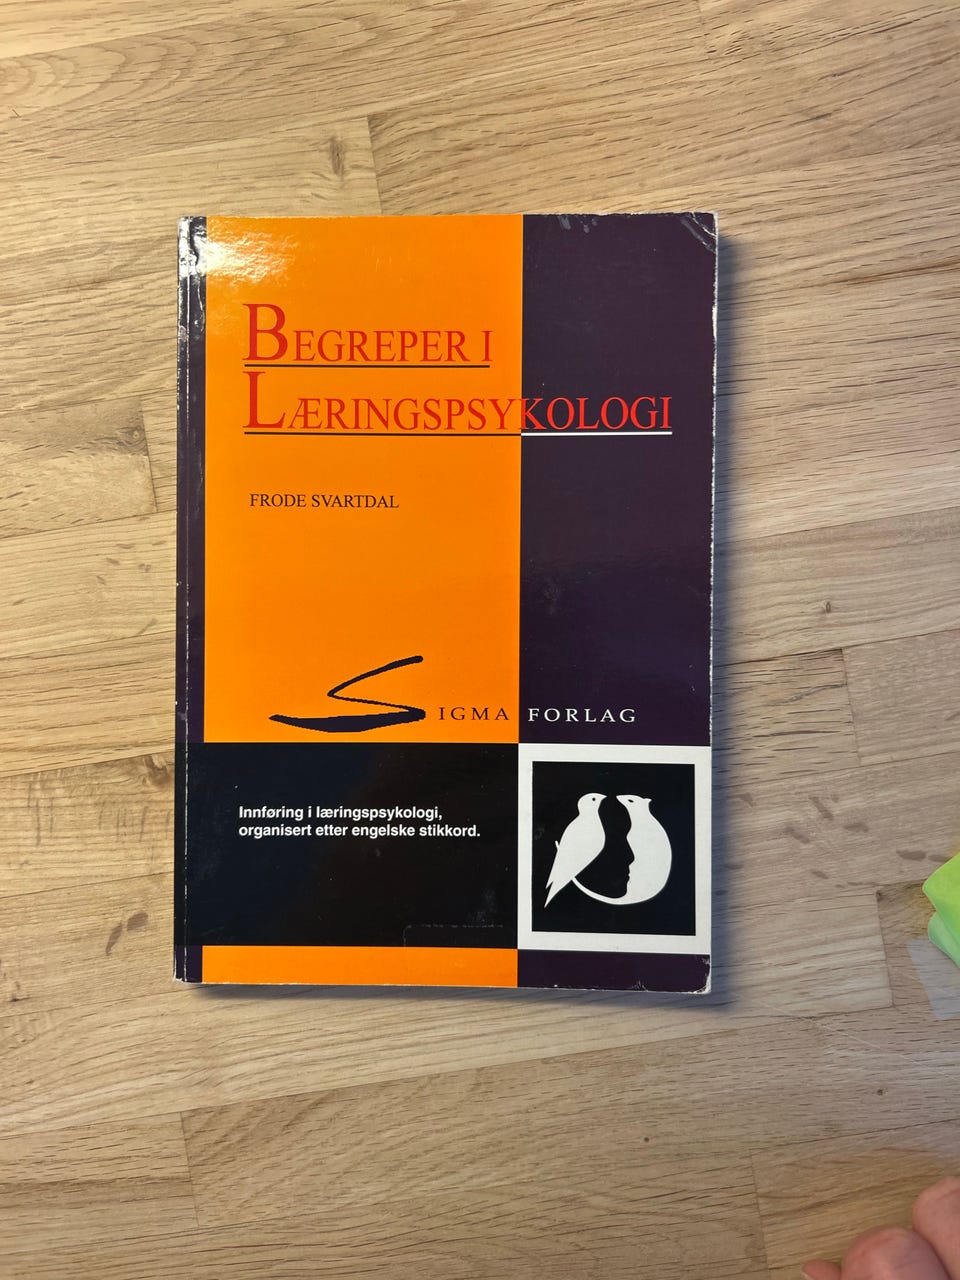 BEGREPER I
LÆRINGSPSYKOLOGI
FRODE SVARTDAL
SIGMA FORLAG
Innføring i læringspsykologi,
organisert etter engelske stikkord.